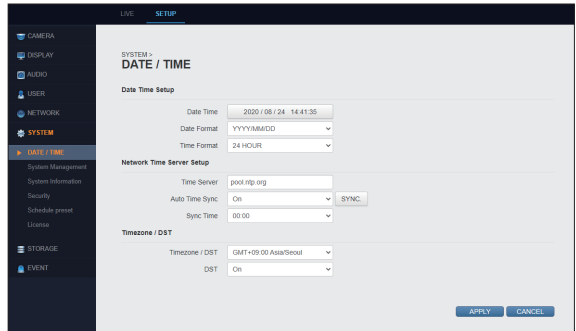 LIVE SETUP
CAMERA
DISPLAY
AUDIO
USER
NETWORK
SYSTEM
DATE / TIME
System Management
System Information
Security
Schedule preset
License
STORAGE
EVENT
SYSTEM >
DATE / TIME
Date Time Setup
Date Time 2020 / 08 / 24 14:41:35
Date Format YYYY/MM/DD
Time Format 24 HOUR
Network Time Server Setup
Time Server pool.ntp.org
Auto Time Sync On SYNC.
Sync Time 00:00
Timezone / DST
Timezone / DST GMT+09:00 Asia/Seoul
DST On
APPLY CANCEL